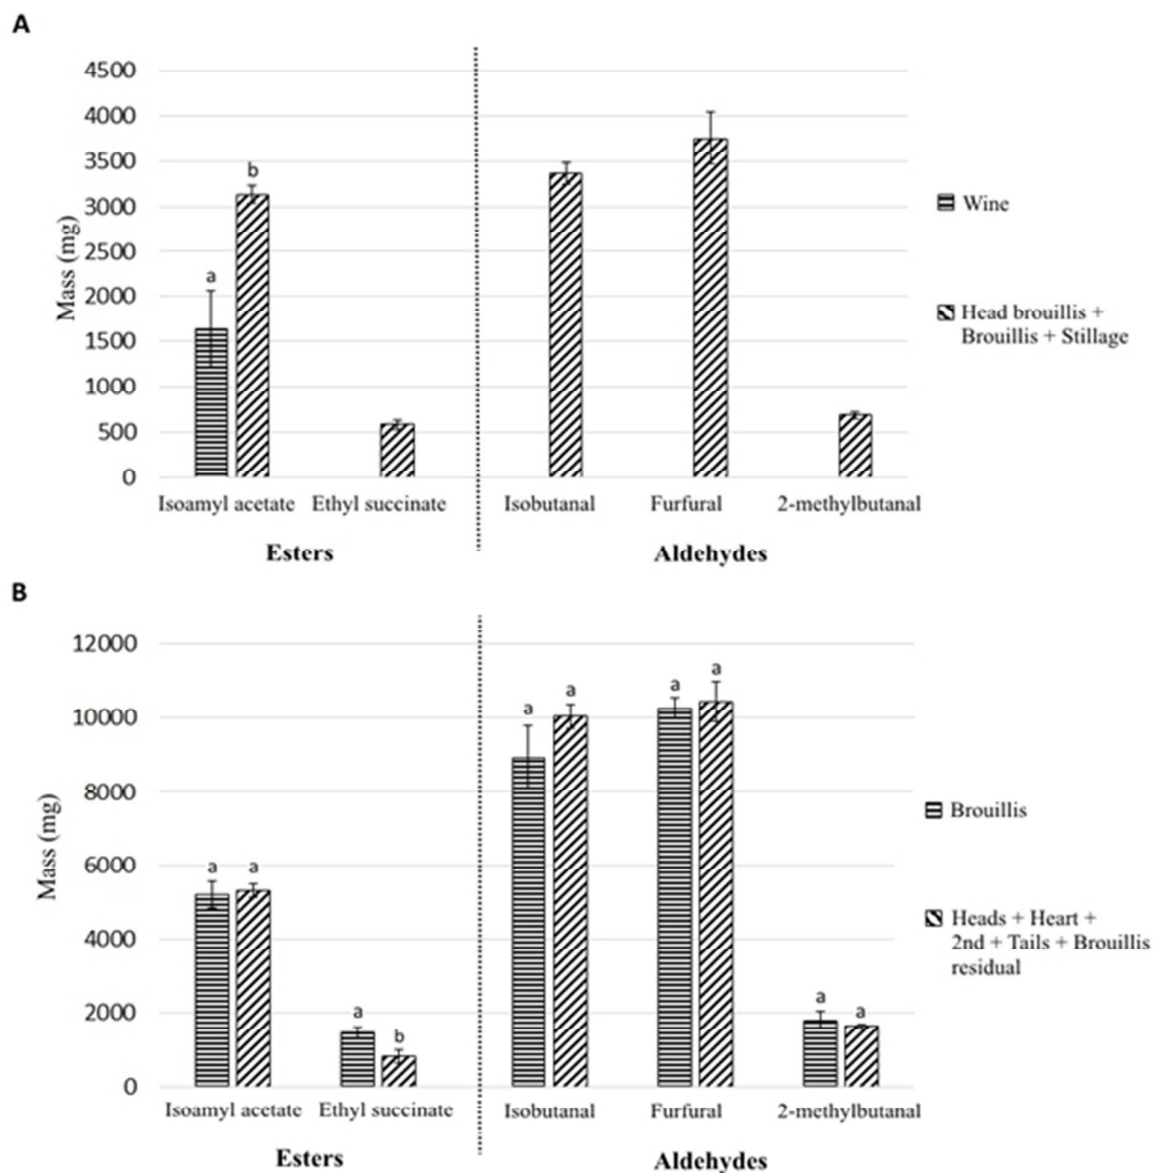 A
4500
4000
3500
3000
2500
2000
1500
1000
500
0
Mass (mg)
a
b
Isoamyl acetate
Ethyl succinate
Isobutanal
Furfural
2-methylbutanal
Esters
Aldehydes
Wine
Head brouillis +
Brouillis + Stillage
B
12000
10000
8000
6000
4000
2000
0
Mass (mg)
a
a
a
b
a
a
a
a
a
a
Isoamyl acetate
Ethyl succinate
Isobutanal
Furfural
2-methylbutanal
Esters
Aldehydes
Brouillis
Heads + Heart +
2nd + Tails + Brouillis
residual